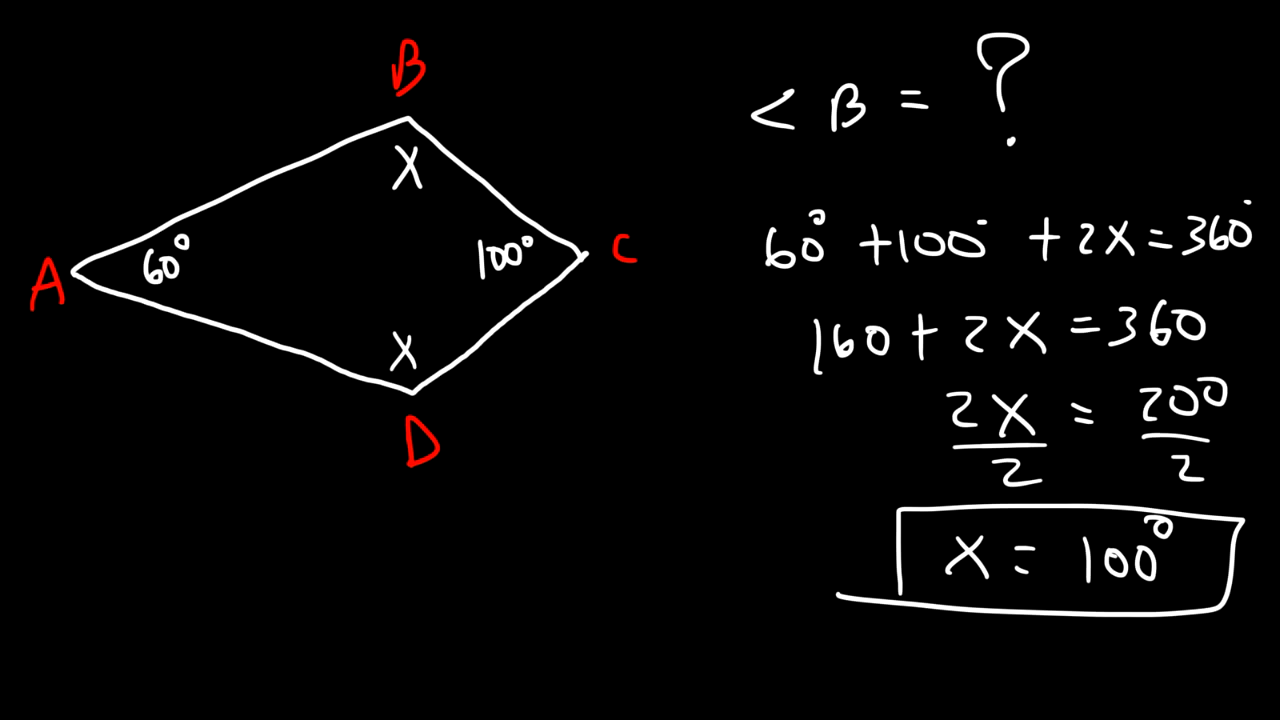 B
< B = ?
X
60° +100° + 2X = 360°
A
60°
100°
C
160 + 2X = 360
X
2X = 200
2 2
D
X = 100°